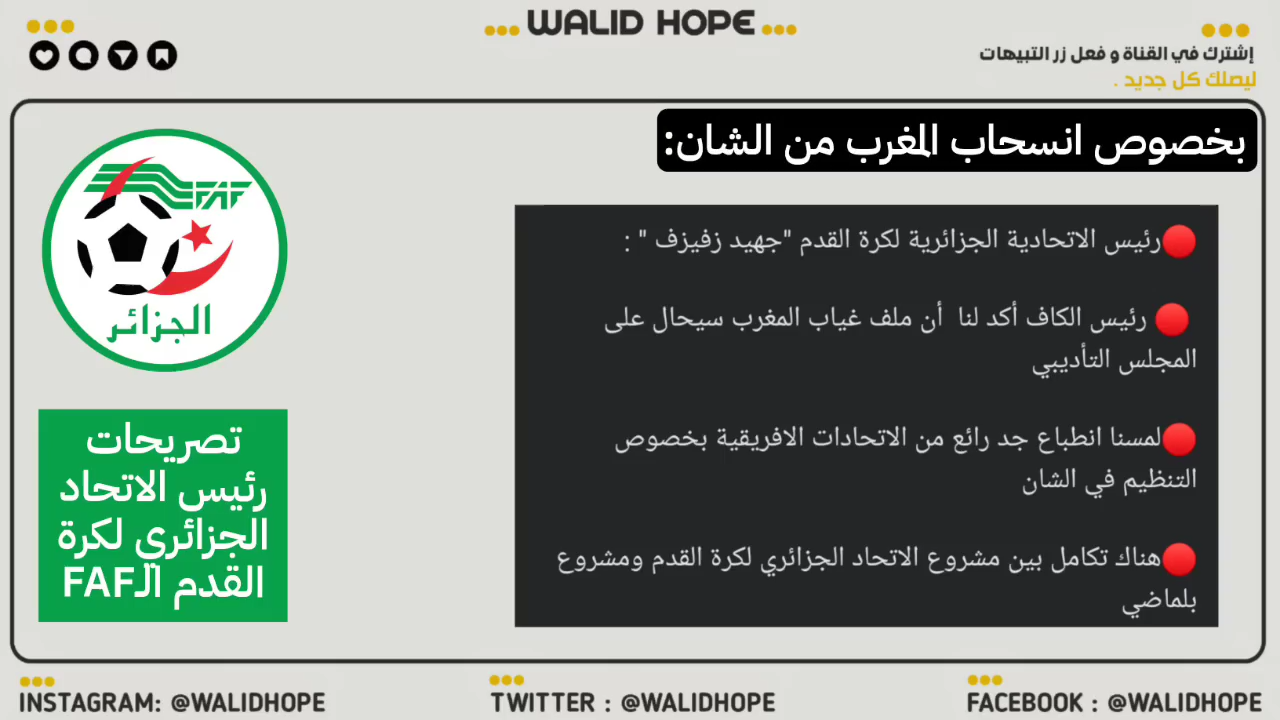 WALID HOPE
إشترك في القناة و فعل زر التبيهات
ليصلك كل جديد .
بخصوص انسحاب المغرب من الشان:
FAF
الجزائر
تصريحات
رئيس الاتحاد
الجزائري لكرة
القدم الـFAF
🔴رئيس الاتحادية الجزائرية لكرة القدم "جهيد زفيزف " :
🔴 رئيس الكاف أكد لنا أن ملف غياب المغرب سيحال على
المجلس التأديبي
🔴لمسنا انطباع جد رائع من الاتحادات الافريقية بخصوص
التنظيم في الشان
🔴هناك تكامل بين مشروع الاتحاد الجزائري لكرة القدم ومشروع
بلماضي
INSTAGRAM: @WALIDHOPE
TWITTER : @WALIDHOPE
FACEBOOK : @WALIDHOPE